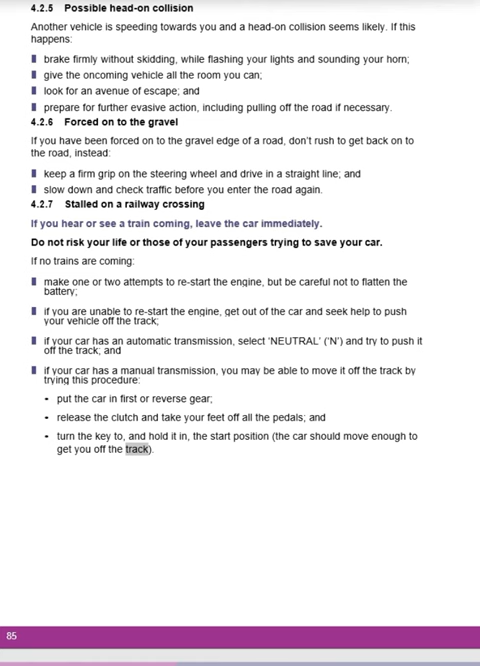 4.2.5 Possible head-on collision
Another vehicle is speeding towards you and a head-on collision seems likely. If this
happens:
brake firmly without skidding, while flashing your lights and sounding your horn;
give the oncoming vehicle all the room you can;
look for an avenue of escape; and
prepare for further evasive action, including pulling off the road if necessary.
4.2.6 Forced on to the gravel
If you have been forced on to the gravel edge of a road, don't rush to get back on to
the road, instead:
keep a firm grip on the steering wheel and drive in a straight line; and
slow down and check traffic before you enter the road again.
4.2.7 Stalled on a railway crossing
If you hear or see a train coming, leave the car immediately.
Do not risk your life or those of your passengers trying to save your car.
If no trains are coming:
make one or two attempts to re-start the engine, but be careful not to flatten the
battery;
if you are unable to re-start the engine, get out of the car and seek help to push
your vehicle off the track;
if your car has an automatic transmission, select 'NEUTRAL' ('N') and try to push it
off the track; and
if your car has a manual transmission, you may be able to move it off the track by
trying this procedure:
- put the car in first or reverse gear;
- release the clutch and take your feet off all the pedals; and
- turn the key to, and hold it in, the start position (the car should move enough to
get you off the track).
85